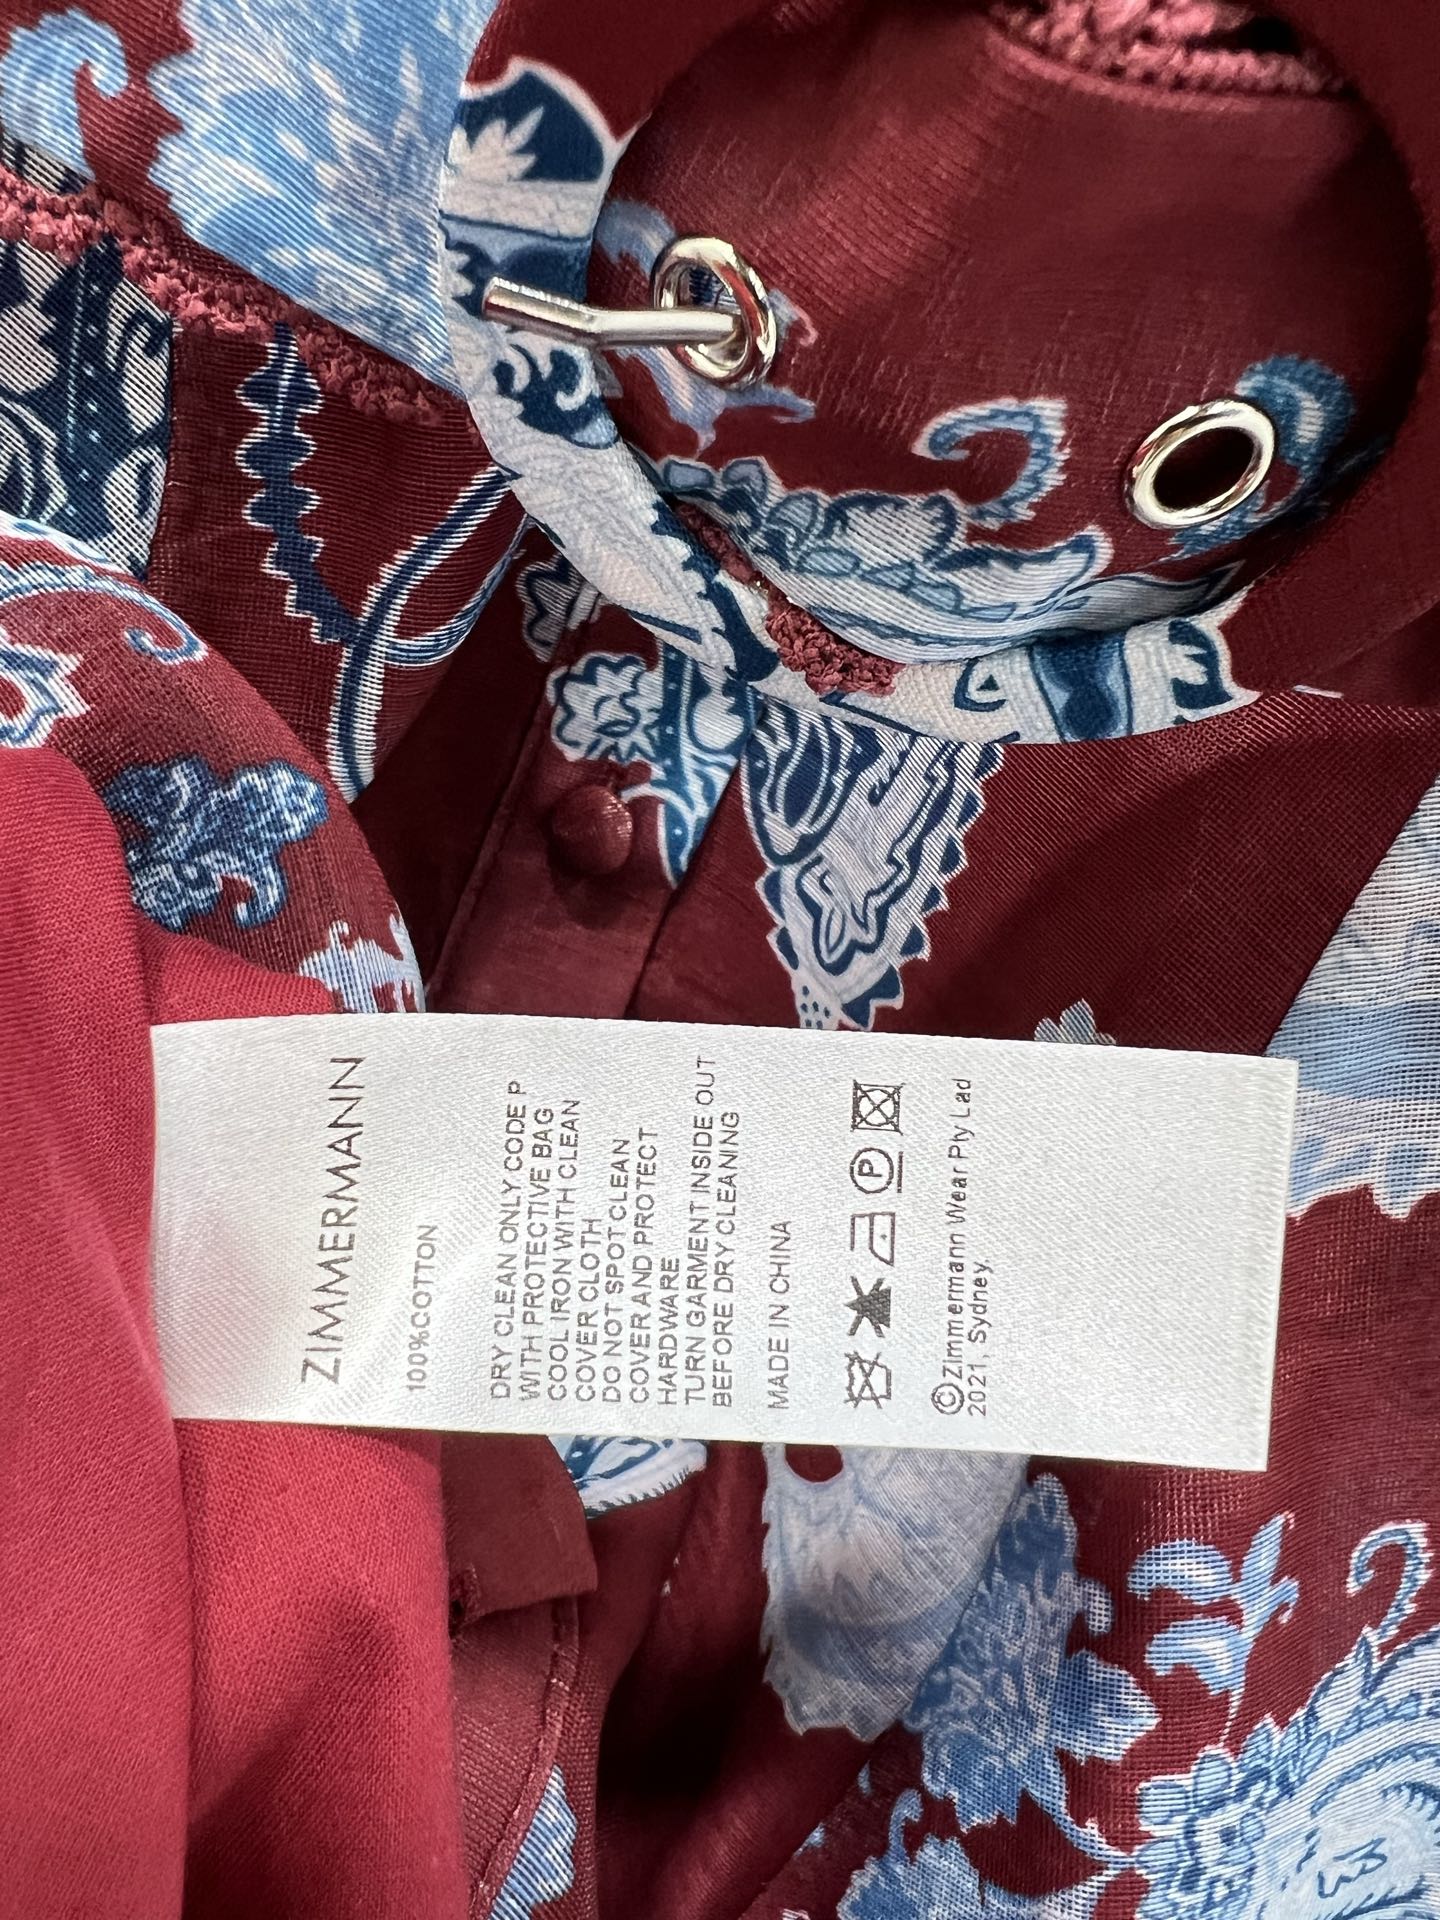 ZIMMERMANN
100%COTTON
DRY CLEAN ONLY CODE P
WITH PROTECTIVE BAG
COOL IRON WITH CLEAN
COVER CLOTH
DO NOT SPOT CLEAN
COVER AND PROTECT
HARDWARE
TURN GARMENT INSIDE OUT
BEFORE DRY CLEANING
MADE IN CHINA
P
©Zimmermann Wear Pty Lad
2021, Sydney.